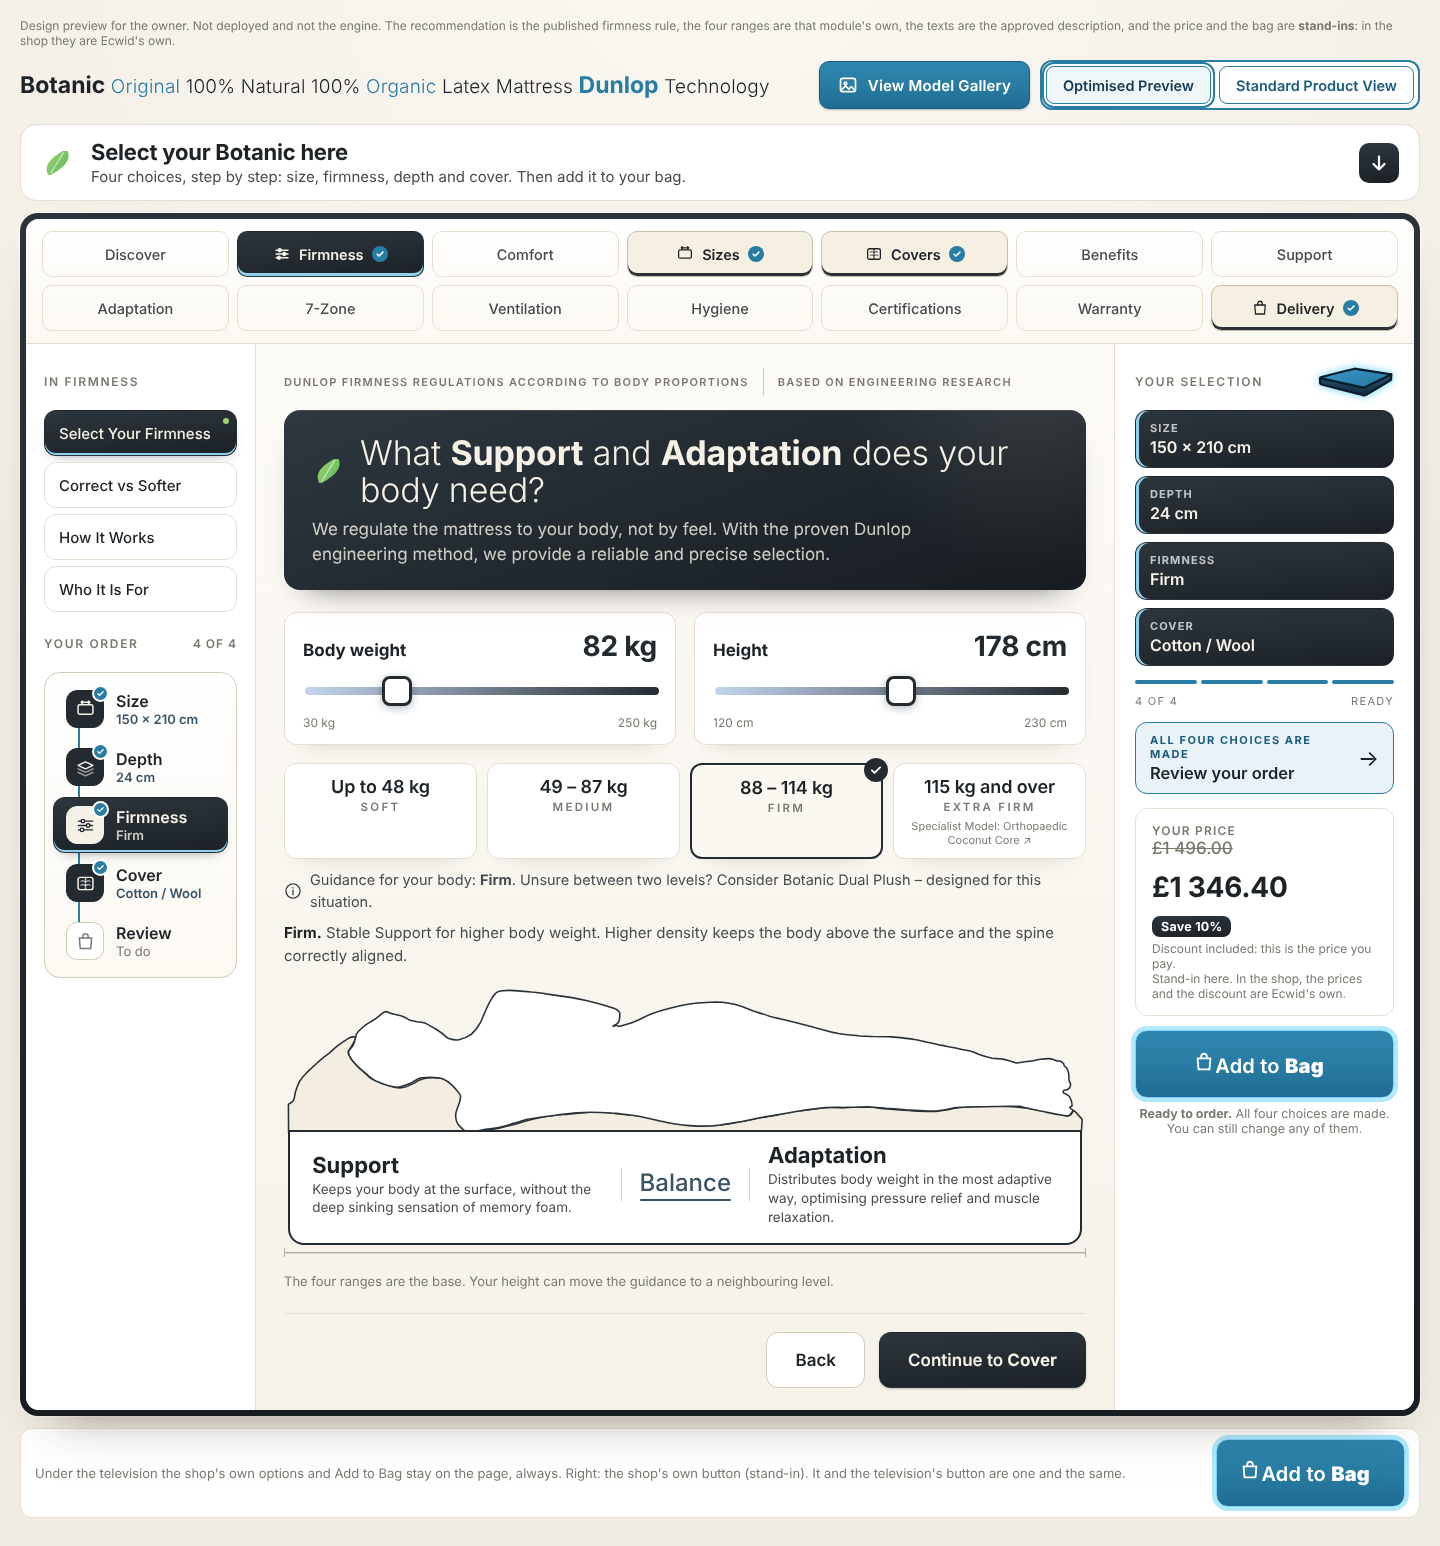 Design preview for the owner. Not deployed and not the engine. The recommendation is the published firmness rule, the four ranges are that module's own, the texts are the approved description, and the price and the bag are stand-ins: in the
shop they are Ecwid's own.
Botanic Original 100% Natural 100% Organic Latex Mattress Dunlop Technology
View Model Gallery
Optimised Preview
Standard Product View
Select your Botanic here
Four choices, step by step: size, firmness, depth and cover. Then add it to your bag.
Discover
Firmness
Comfort
Sizes
Covers
Benefits
Support
Adaptation
7-Zone
Ventilation
Hygiene
Certifications
Warranty
Delivery
IN FIRMNESS
Select Your Firmness
Correct vs Softer
How It Works
Who It Is For
YOUR ORDER
4 OF 4
Size
150 × 210 cm
Depth
24 cm
Firmness
Firm
Cover
Cotton / Wool
Review
To do
DUNLOP FIRMNESS REGULATIONS ACCORDING TO BODY PROPORTIONS
BASED ON ENGINEERING RESEARCH
What Support and Adaptation does your
body need?
We regulate the mattress to your body, not by feel. With the proven Dunlop
engineering method, we provide a reliable and precise selection.
Body weight
82 kg
30 kg
250 kg
Height
178 cm
120 cm
230 cm
Up to 48 kg
SOFT
49 – 87 kg
MEDIUM
88 – 114 kg
FIRM
115 kg and over
EXTRA FIRM
Specialist Model: Orthopaedic
Coconut Core ↗
Guidance for your body: Firm. Unsure between two levels? Consider Botanic Dual Plush – designed for this
situation.
Firm. Stable Support for higher body weight. Higher density keeps the body above the surface and the spine
correctly aligned.
Support
Keeps your body at the surface, without the
deep sinking sensation of memory foam.
Balance
Adaptation
Distributes body weight in the most adaptive
way, optimising pressure relief and muscle
relaxation.
The four ranges are the base. Your height can move the guidance to a neighbouring level.
Back
Continue to Cover
YOUR SELECTION
SIZE
150 × 210 cm
DEPTH
24 cm
FIRMNESS
Firm
COVER
Cotton / Wool
4 OF 4
READY
ALL FOUR CHOICES ARE
MADE
Review your order
YOUR PRICE
£1 496.00
£1 346.40
Save 10%
Discount included: this is the price you
pay.
Stand-in here. In the shop, the prices
and the discount are Ecwid's own.
Add to Bag
Ready to order. All four choices are made.
You can still change any of them.
Under the television the shop's own options and Add to Bag stay on the page, always. Right: the shop's own button (stand-in). It and the television's button are one and the same.
Add to Bag